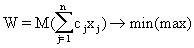 W = M(∑_{j=1}^{n} c_j x_j) → min(max)